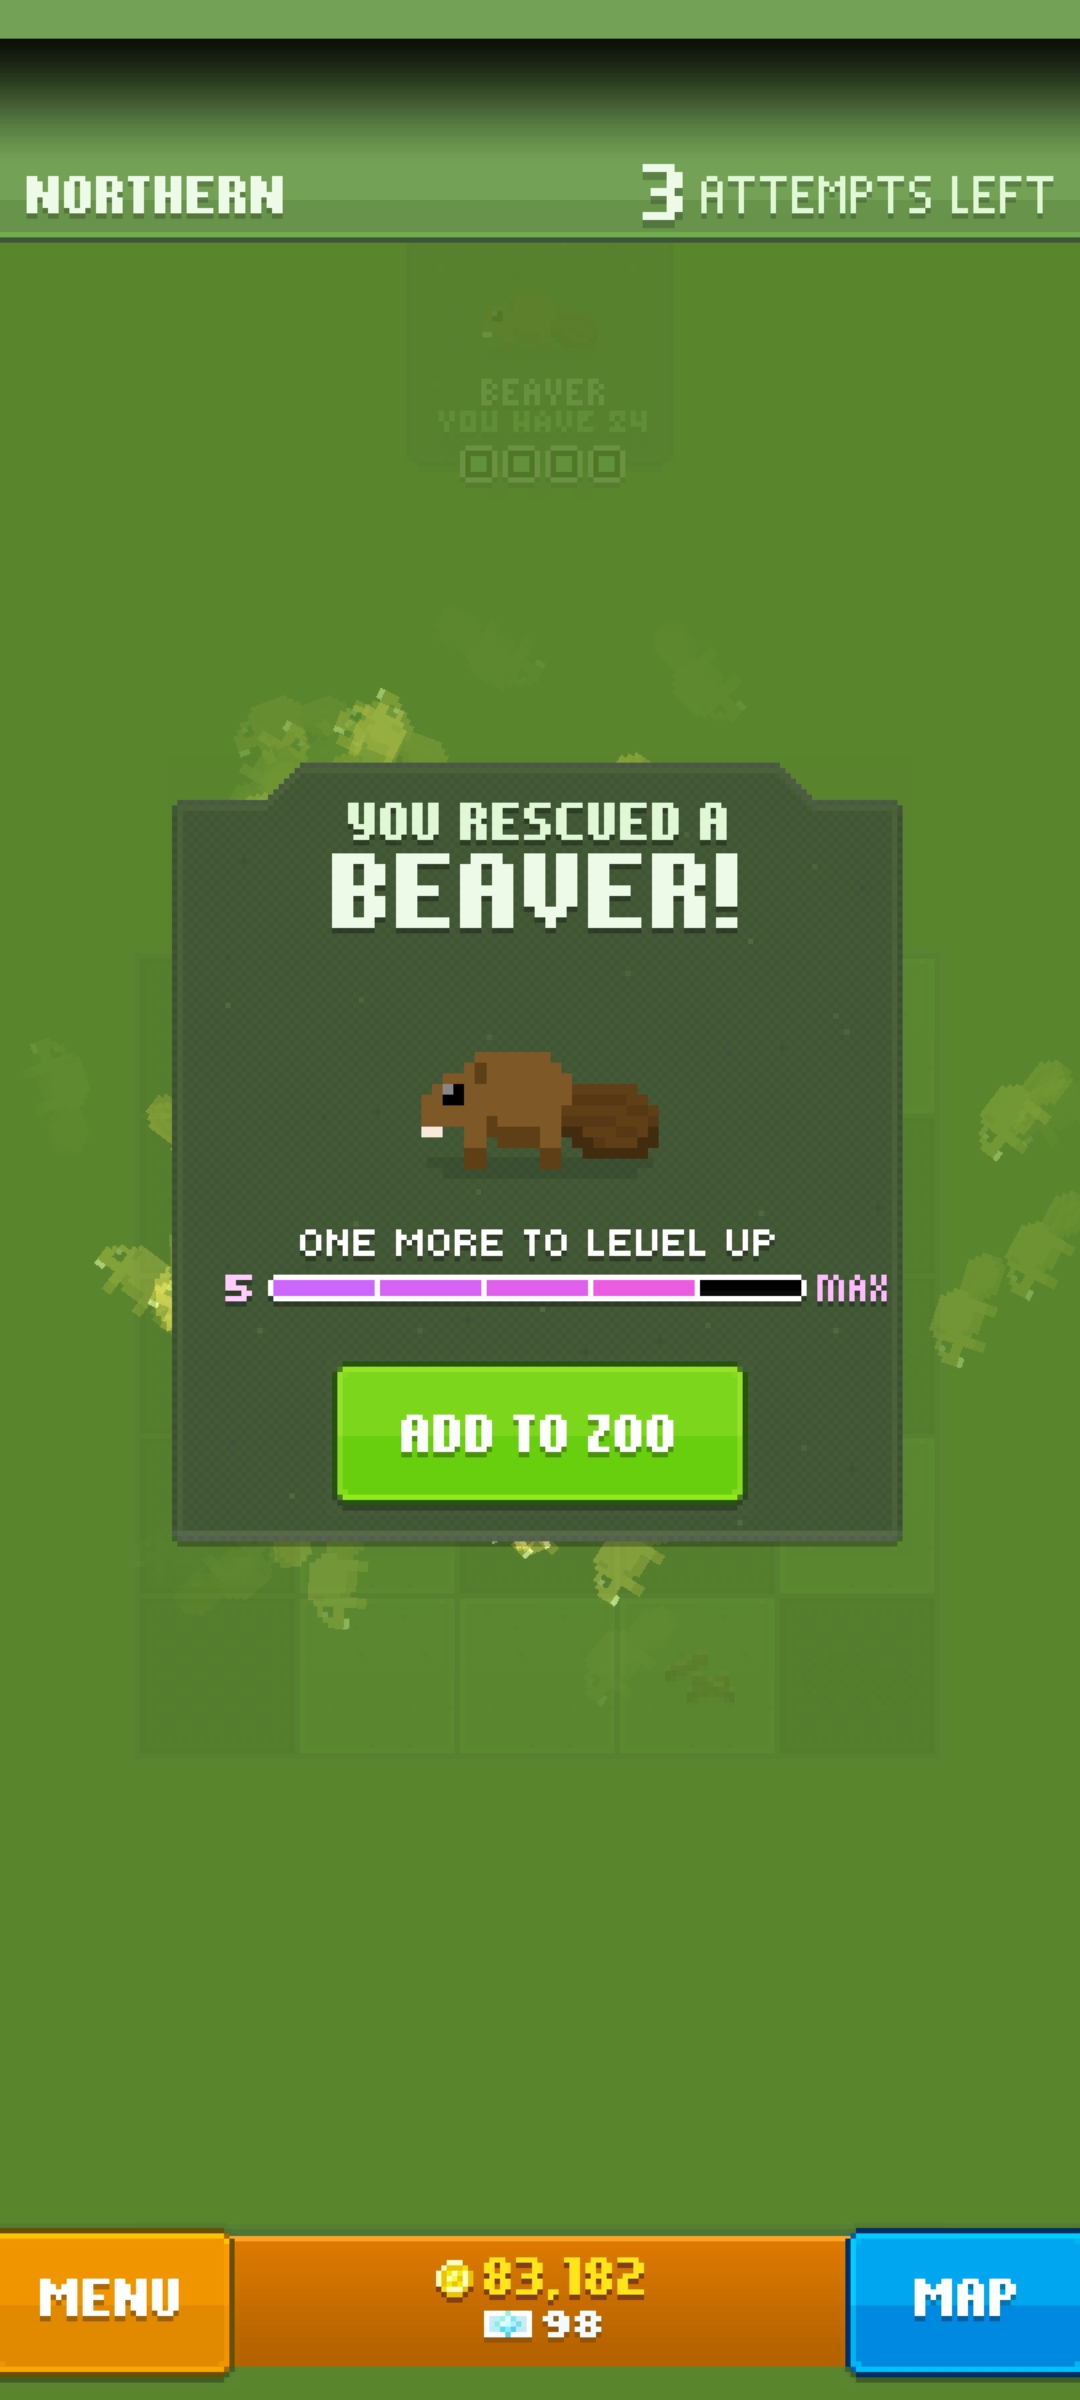 NORTHERN
3 ATTEMPTS LEFT
BEAVER
YOU HAVE 24
YOU RESCUED A
BEAVER!
ONE MORE TO LEVEL UP
5 MAX
ADD TO ZOO
MENU
83,182
98
MAP